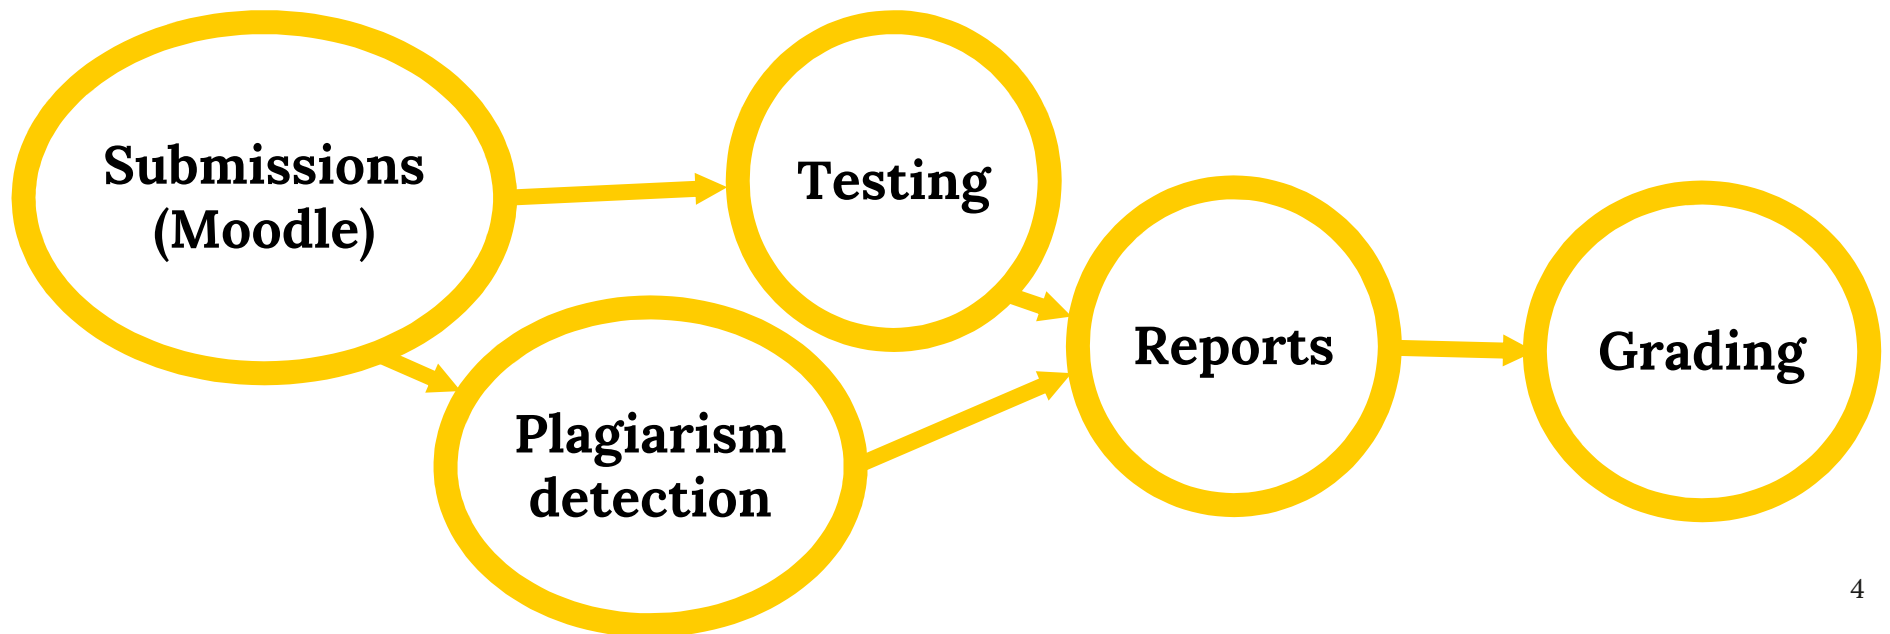 Submissions
(Moodle)
Testing
Plagiarism
detection
Reports
Grading
4